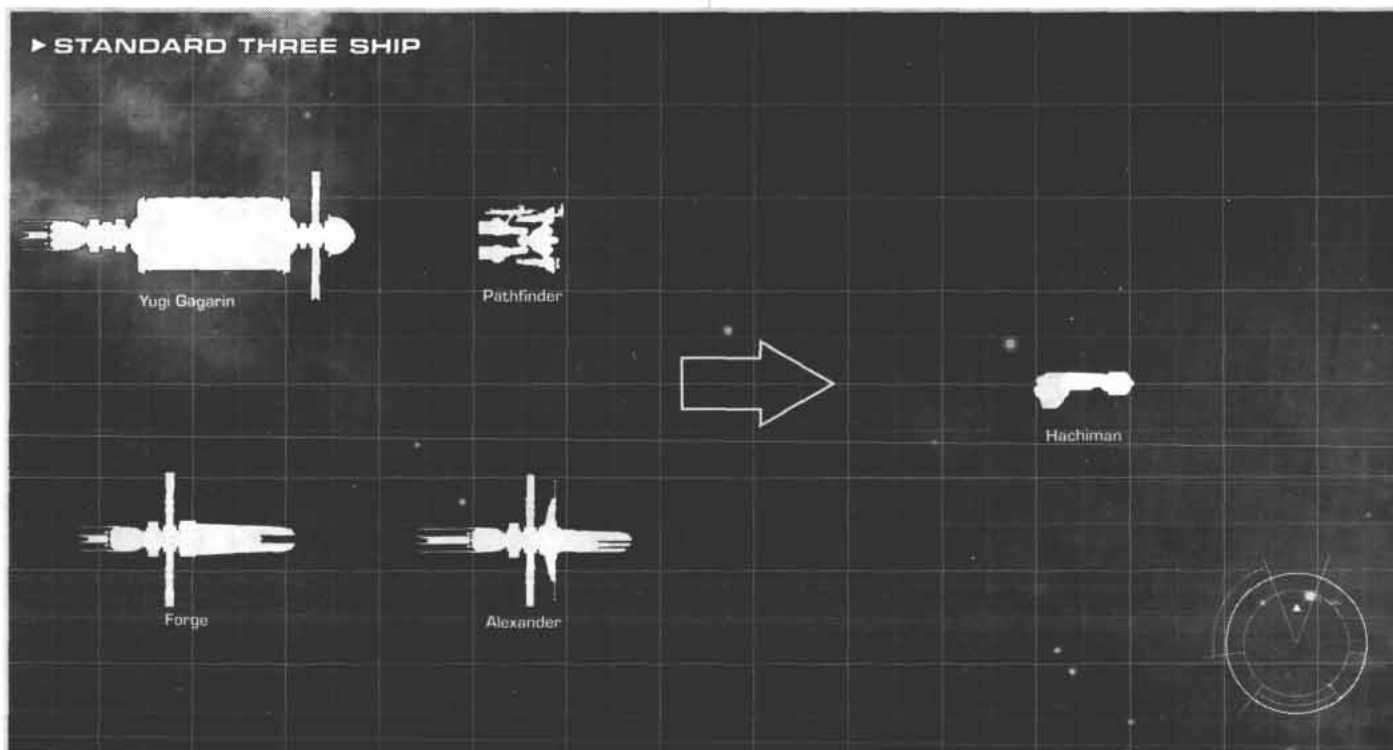 ▶ STANDARD THREE SHIP
Yugi Gagarin
Pathfinder
Hachiman
Forge
Alexander